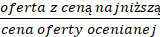 oferta z ceną najniższą
cena oferty ocenianej